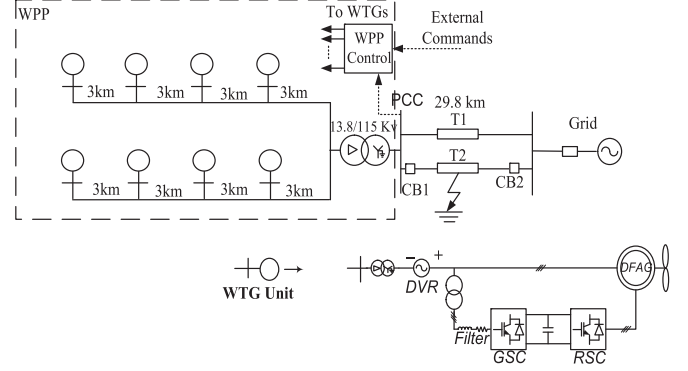 WPP
To WTGs
External
Commands
WPP
Control
3km
3km
3km
3km
PCC
29.8 km
13.8/115 Kv
T1
Grid
T2
3km
3km
3km
3km
CB1
CB2
WTG Unit
DVR
DFAG
Filter
GSC
RSC